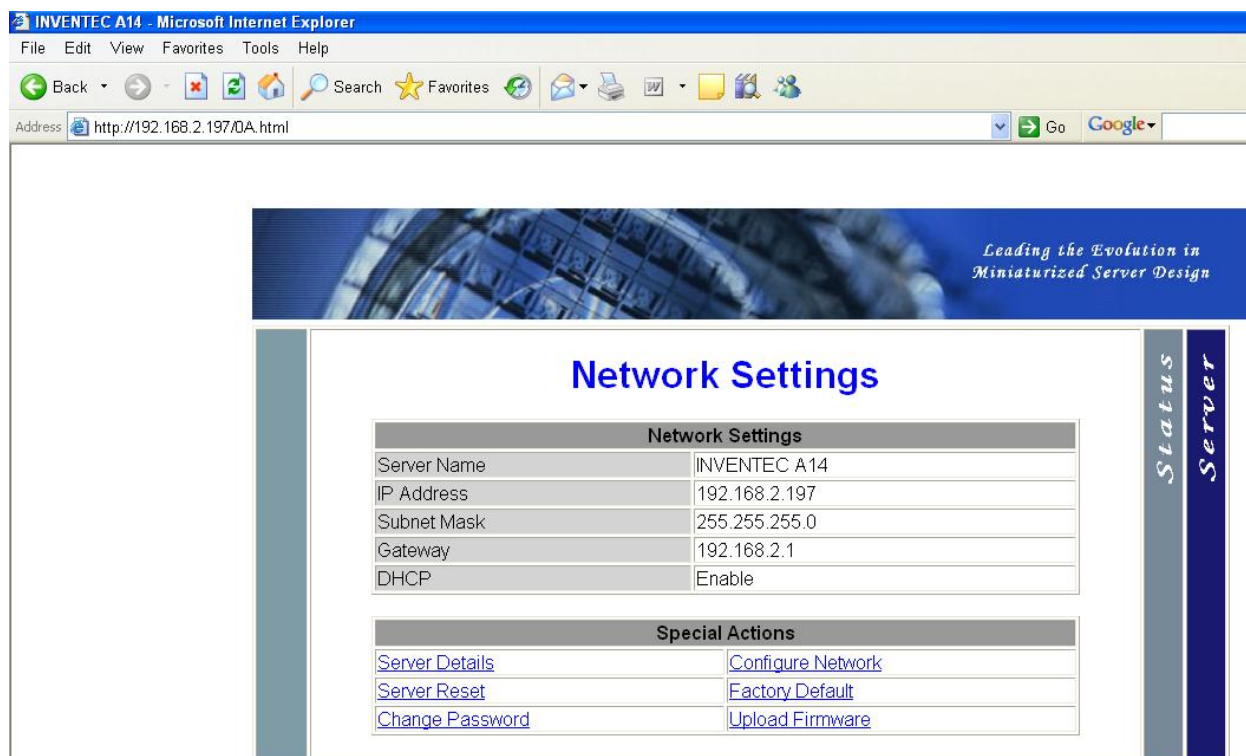 INVENTEC A14 - Microsoft Internet Explorer
File Edit View Favorites Tools Help
Back Search Favorites
Address http://192.168.2.197/0A.html Go Google
Leading the Evolution in
Miniaturized Server Design
Network Settings
Network Settings
Server Name INVENTEC A14
IP Address 192.168.2.197
Subnet Mask 255.255.255.0
Gateway 192.168.2.1
DHCP Enable
Special Actions
Server Details Configure Network
Server Reset Factory Default
Change Password Upload Firmware
Status
Server